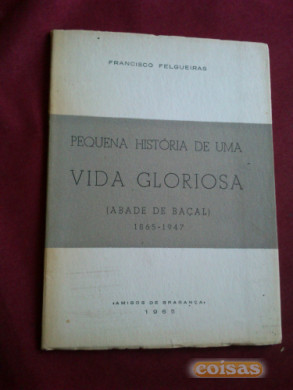 FRANCISCO FELGUEIRAS
PEQUENA HISTÓRIA DE UMA
VIDA GLORIOSA
(ABADE DE BAÇAL)
1865-1947
«AMIGOS DE BRAGANÇA»
1965
coisas